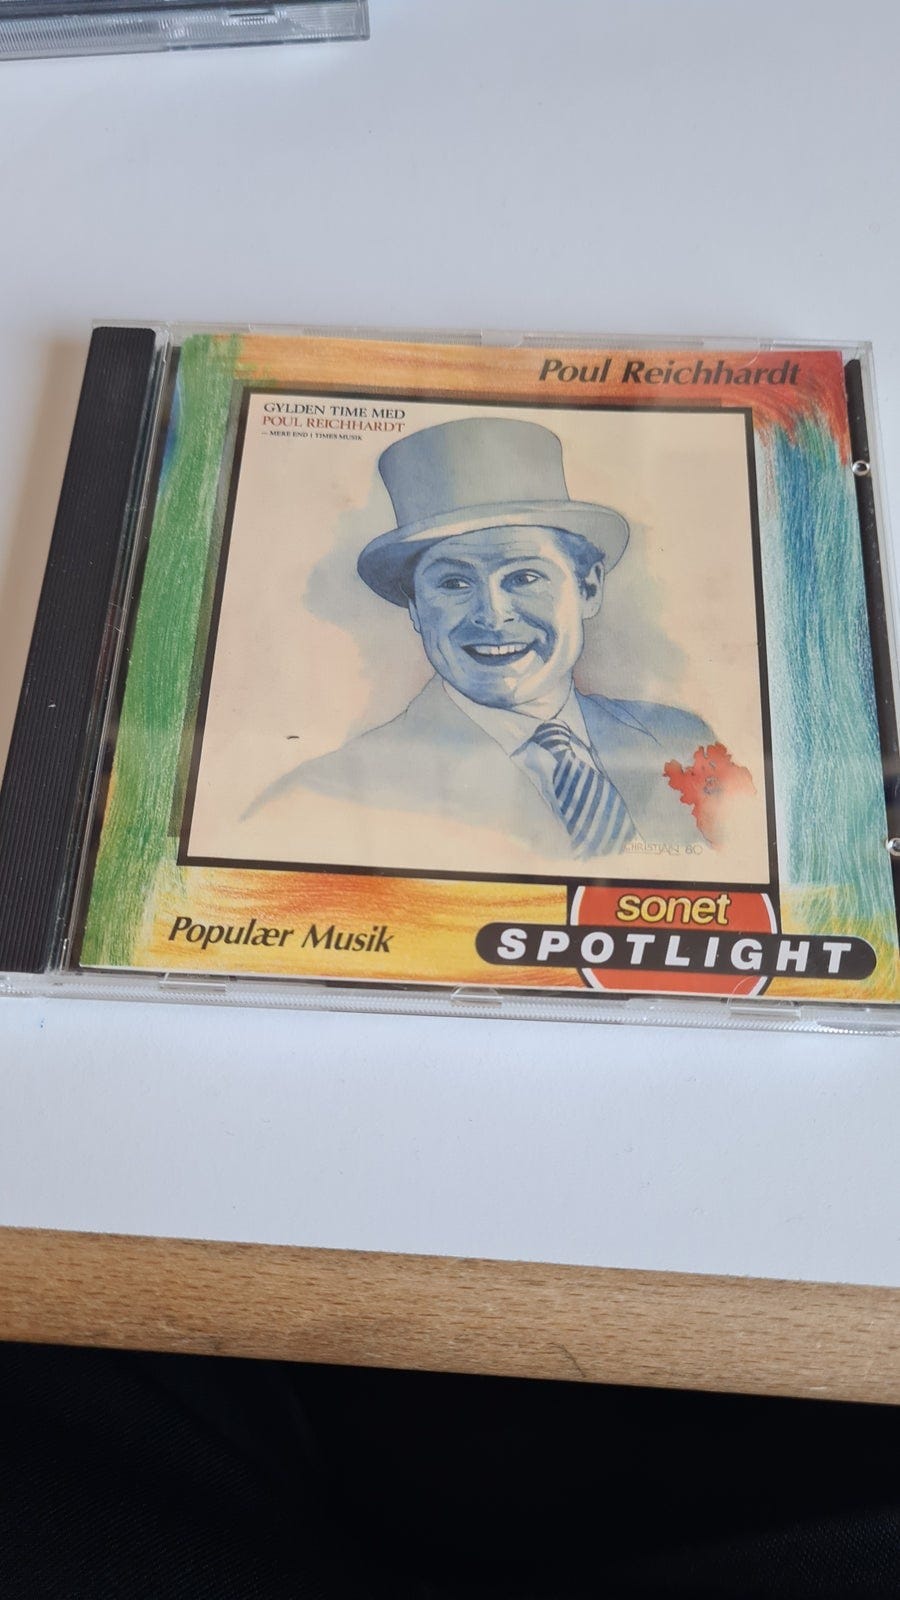 Poul Reichhardt
GYLDEN TIME MED
POUL REICHHARDT
– MERE END 1 TIMES MUSIK
CHRISTIAN 80
Populær Musik
sonet
SPOTLIGHT